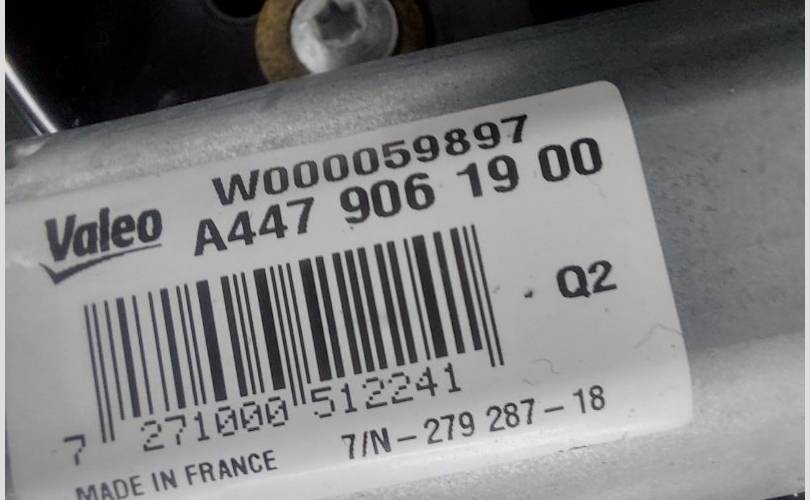 W000059897
Valeo A447 906 19 00
Q2
7 271000 512241
7/N-279 287-18
MADE IN FRANCE